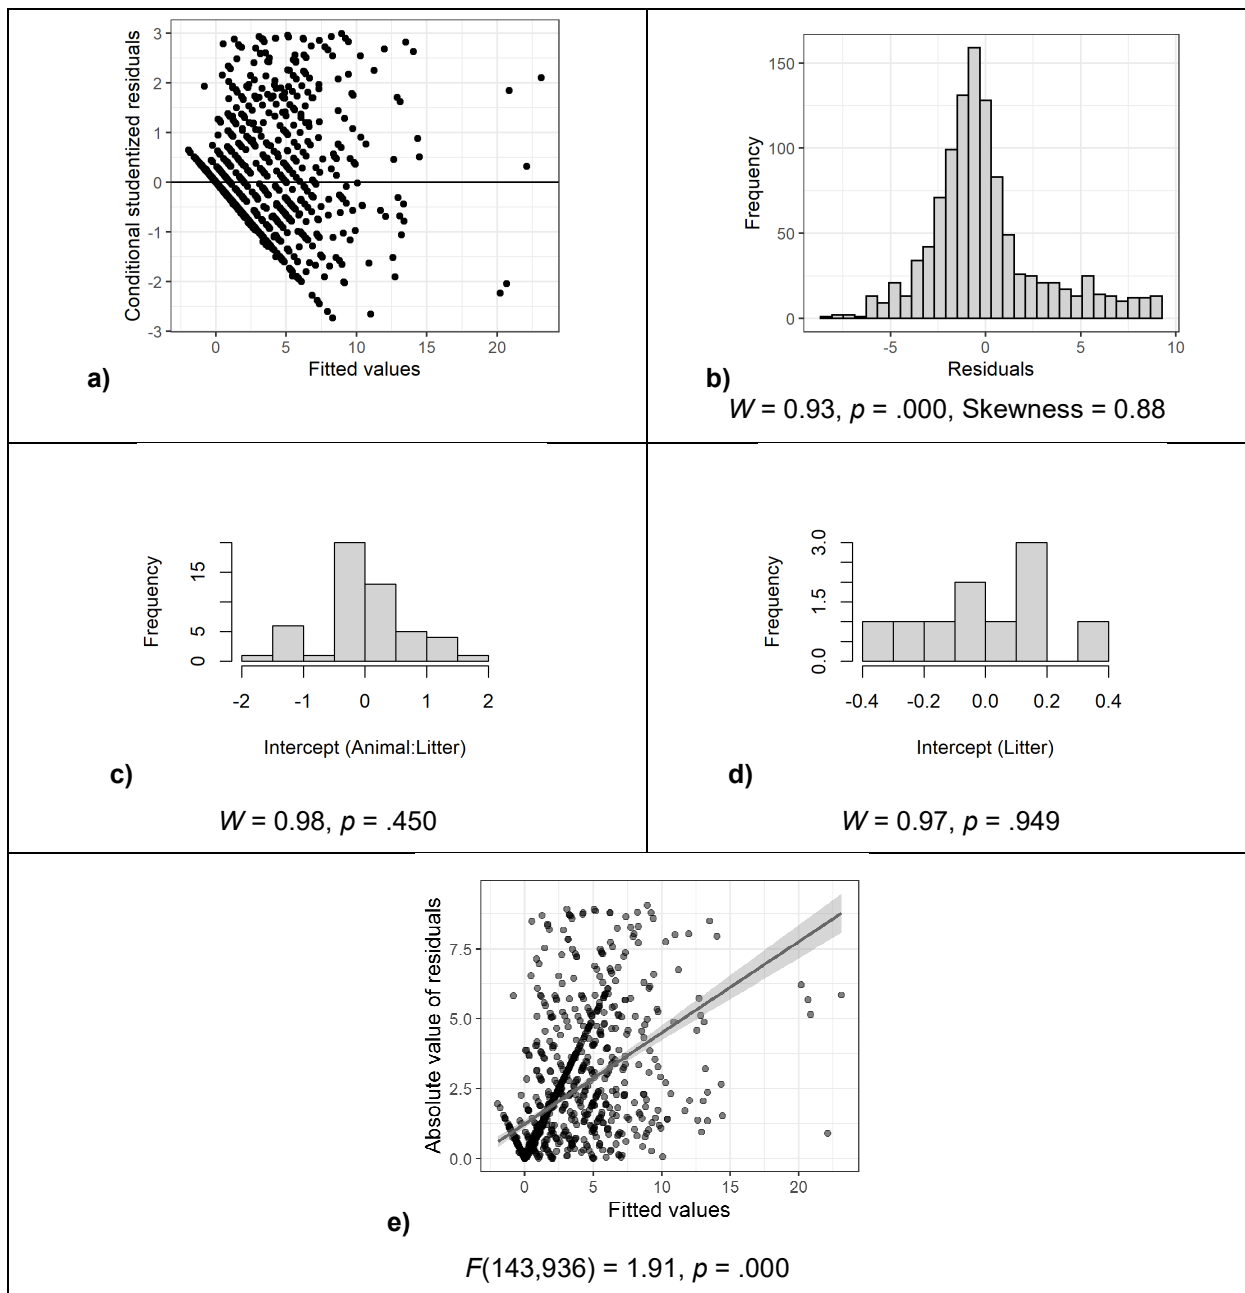 Conditional studentized residuals
3
2
1
0
-1
-2
-3
0 5 10 15 20
Fitted values
a)
Frequency
150
100
50
0
-5 0 5 10
Residuals
b)
W = 0.93, p = .000, Skewness = 0.88
Frequency
15
5
0
-2 -1 0 1 2
Intercept (Animal:Litter)
c)
W = 0.98, p = .450
Frequency
3.0
1.5
0.0
-0.4 -0.2 0.0 0.2 0.4
Intercept (Litter)
d)
W = 0.97, p = .949
Absolute value of residuals
7.5
5.0
2.5
0.0
0 5 10 15 20
Fitted values
e)
F(143,936) = 1.91, p = .000